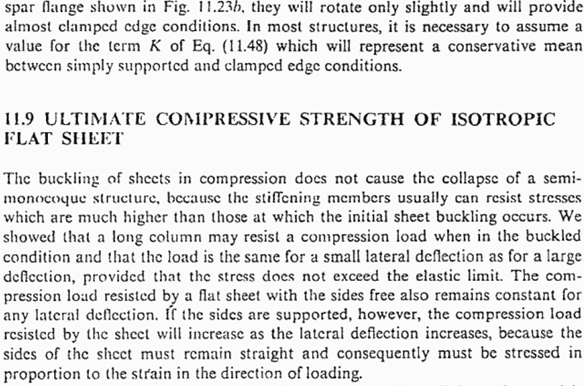 spar flange shown in Fig. 11.23b, they will rotate only slightly and will provide
almost clamped edge conditions. In most structures, it is necessary to assume a
value for the term K of Eq. (11.48) which will represent a conservative mean
between simply supported and clamped edge conditions.
11.9 ULTIMATE COMPRESSIVE STRENGTH OF ISOTROPIC
FLAT SHEET
The buckling of sheets in compression does not cause the collapse of a semi-
monocoque structure, because the stiffening members usually can resist stresses
which are much higher than those at which the initial sheet buckling occurs. We
showed that a long column may resist a compression load when in the buckled
condition and that the load is the same for a small lateral deflection as for a large
deflection, provided that the stress does not exceed the elastic limit. The com-
pression load resisted by a flat sheet with the sides free also remains constant for
any lateral deflection. If the sides are supported, however, the compression load
resisted by the sheet will increase as the lateral deflection increases, because the
sides of the sheet must remain straight and consequently must be stressed in
proportion to the strain in the direction of loading.